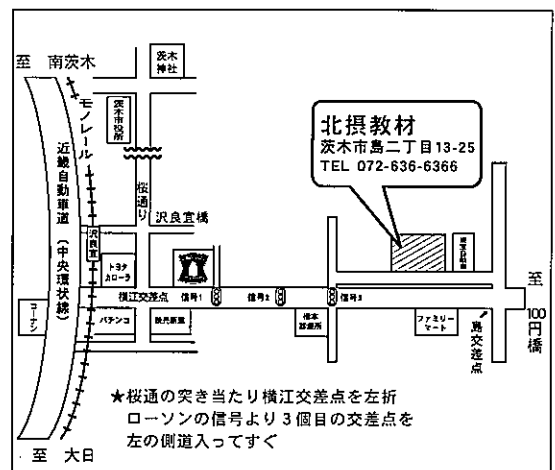 至 南茨木
茨木
神社
茨木市役所
モノレール
近畿自動車道（中央環状線）
桜通り
沢良宜橋
沢良宜
北摂教材
茨木市島二丁目13-25
TEL 072-636-6366
トヨタ
カローラ
横江交差点
信号1
信号2
信号3
コーナン
パチンコ
読売新聞
橋本
診療所
ファミリー
マート
島交差点
至
100
円橋
★桜通の突き当たり横江交差点を左折
ローソンの信号より3個目の交差点を
左の側道入ってすぐ
至 大日